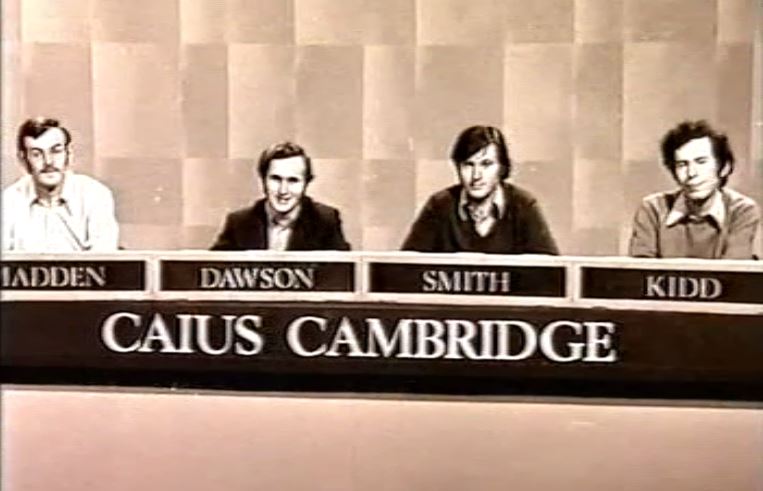 MADDEN DAWSON SMITH KIDD
CAIUS CAMBRIDGE